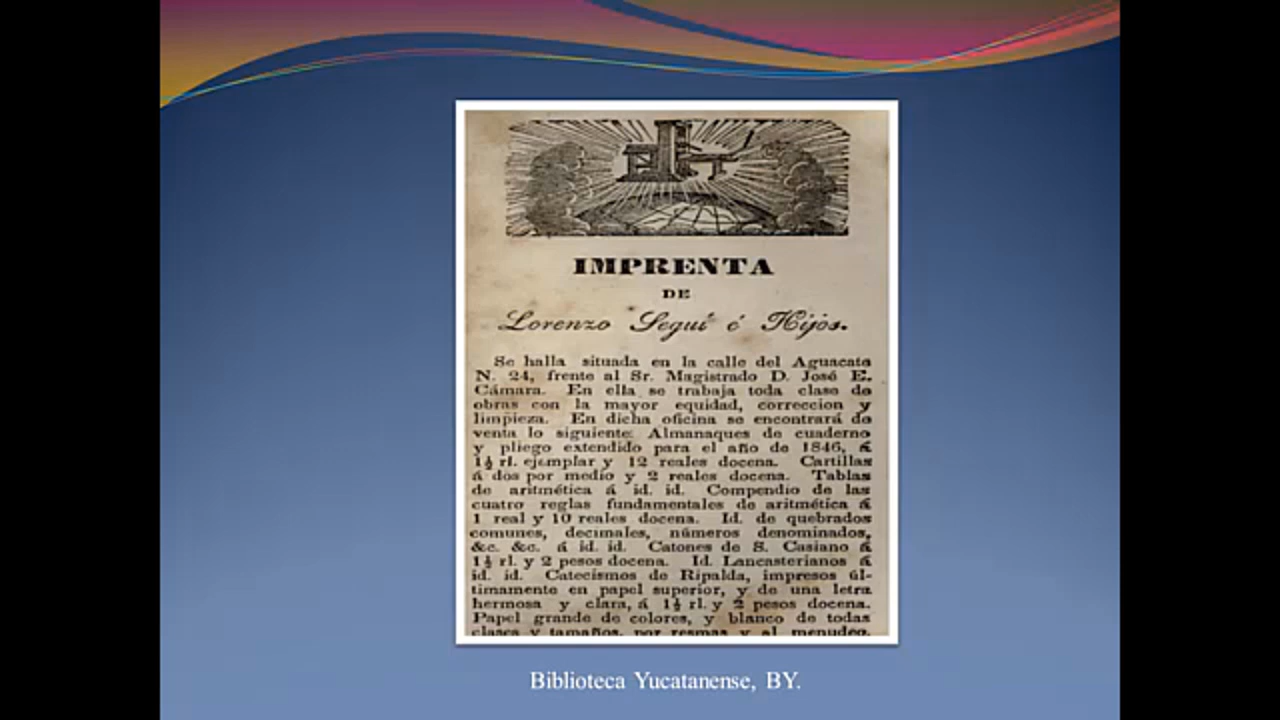 IMPRENTA
DE
Lorenzo Seguí é Hijos.
Se halla situada en la calle del Aguacate
N. 24, frente al Sr. Magistrado D. José E.
Cámara. En ella se trabaja toda clase de
obras con la mayor equidad, correccion y
limpieza. En dicha oficina se encontrará de
venta lo siguiente: Almanaques de cuaderno
y pliego extendido para el año de 1846, á
1½ rl. ejemplar y 12 reales docena. Cartillas
á dos por medio y 2 reales docena. Tablas
de aritmética á id. id. Compendio de las
cuatro reglas fundamentales de aritmética á
1 real y 10 reales docena. Id. de quebrados
comunes, decimales, números denominados,
&c. &c. á id. id. Catones de S. Casiano á
1½ rl. y 2 pesos docena. Id. Lancasterianos á
id. id. Catecismos de Ripalda, impresos úl-
timamente en papel superior, y de una letra
hermosa y clara, á 1½ rl. y 2 pesos docena.
Papel grande de colores, y blanco de todas
clases y tamaños, por resmas y al menudeo.
Biblioteca Yucatanense, BY.